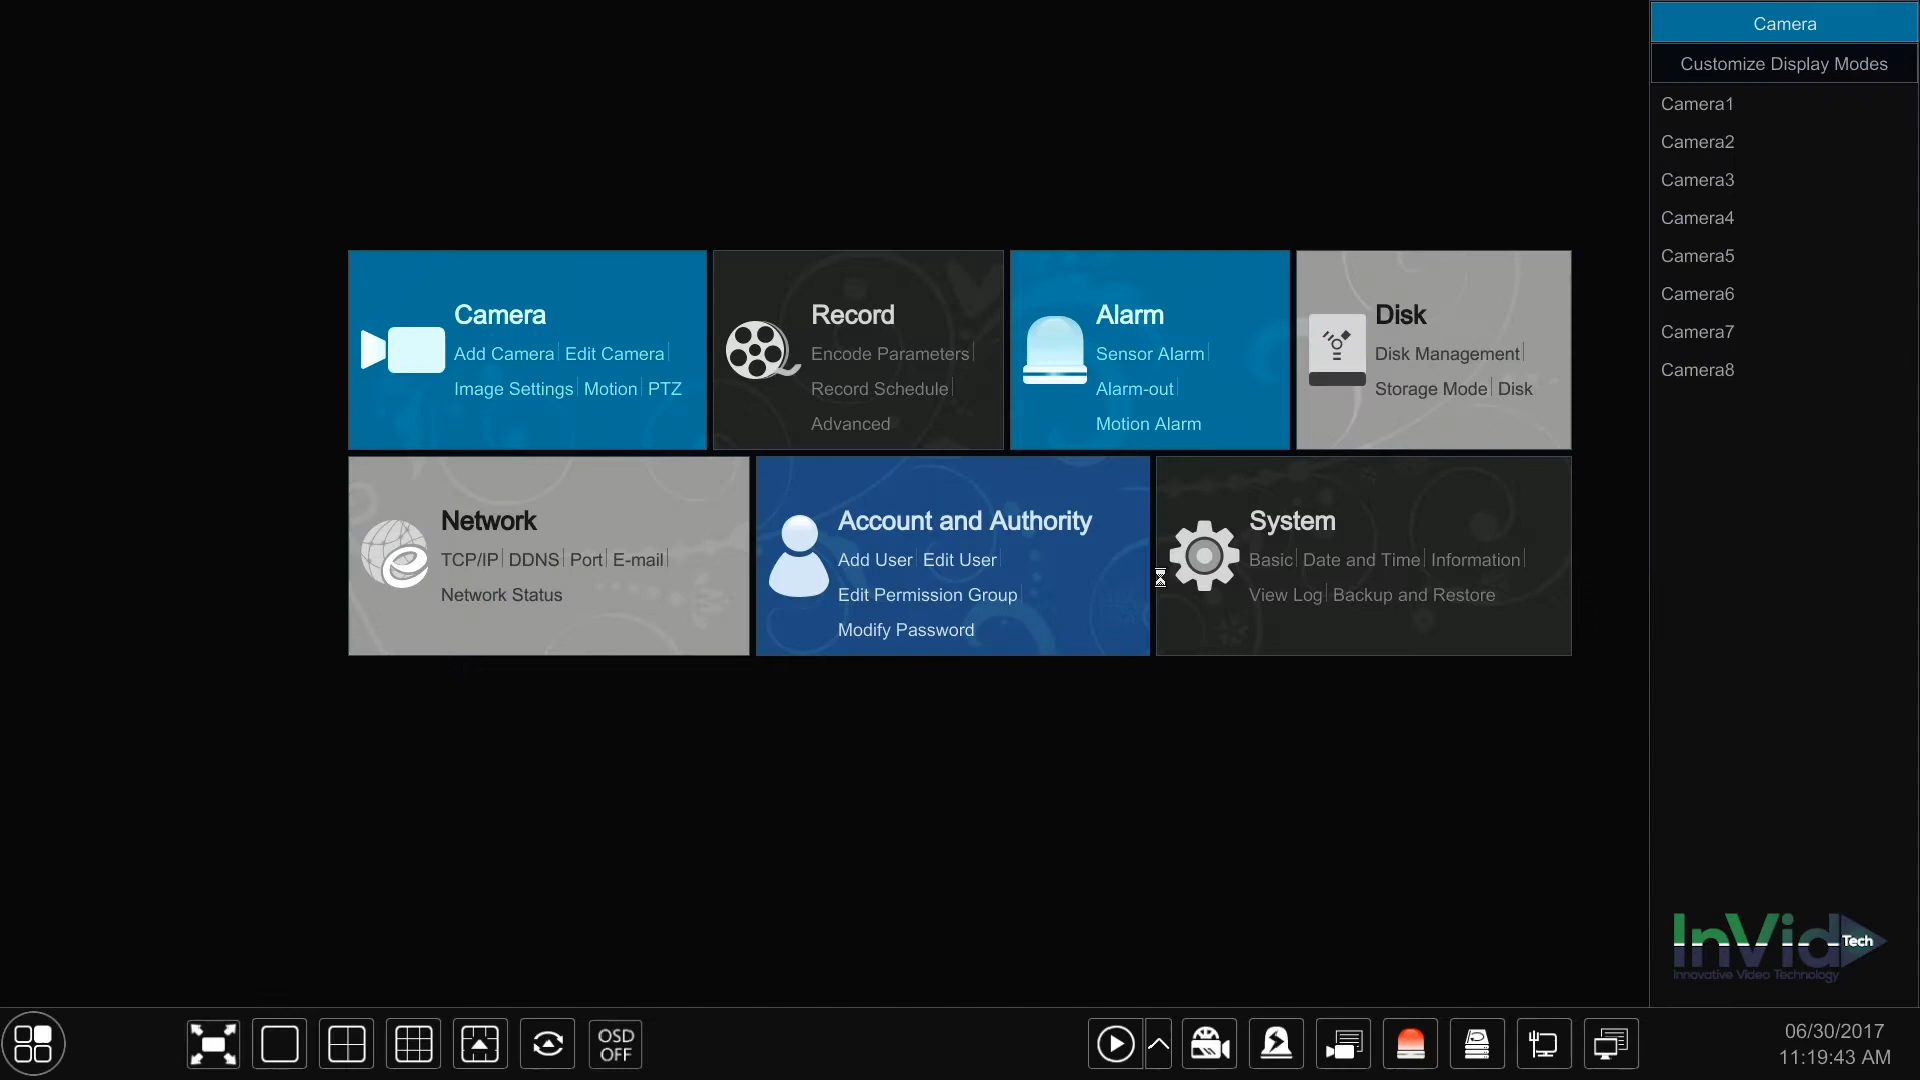 Camera
Customize Display Modes
Camera1
Camera2
Camera3
Camera4
Camera5
Camera6
Camera7
Camera8
Camera
Add Camera | Edit Camera |
Image Settings | Motion | PTZ
Record
Encode Parameters |
Record Schedule |
Advanced
Alarm
Sensor Alarm |
Alarm-out |
Motion Alarm
Disk
Disk Management |
Storage Mode | Disk
Network
TCP/IP | DDNS | Port | E-mail |
Network Status
Account and Authority
Add User | Edit User |
Edit Permission Group |
Modify Password
System
Basic | Date and Time | Information |
View Log | Backup and Restore
InVid Tech
Innovative Video Technology
OSD
OFF
06/30/2017
11:19:43 AM